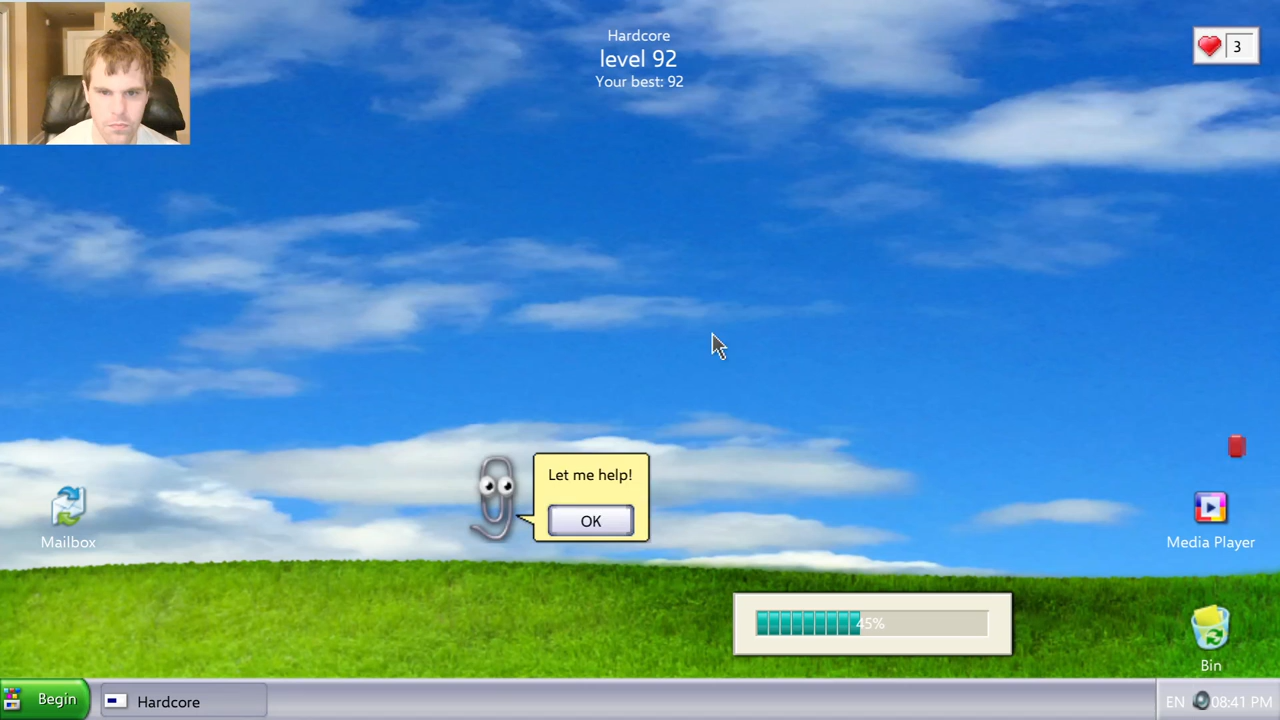 Hardcore
level 92
Your best: 92
3
Let me help!
OK
Mailbox
Media Player
45%
Bin
Begin
Hardcore
EN
08:41 PM